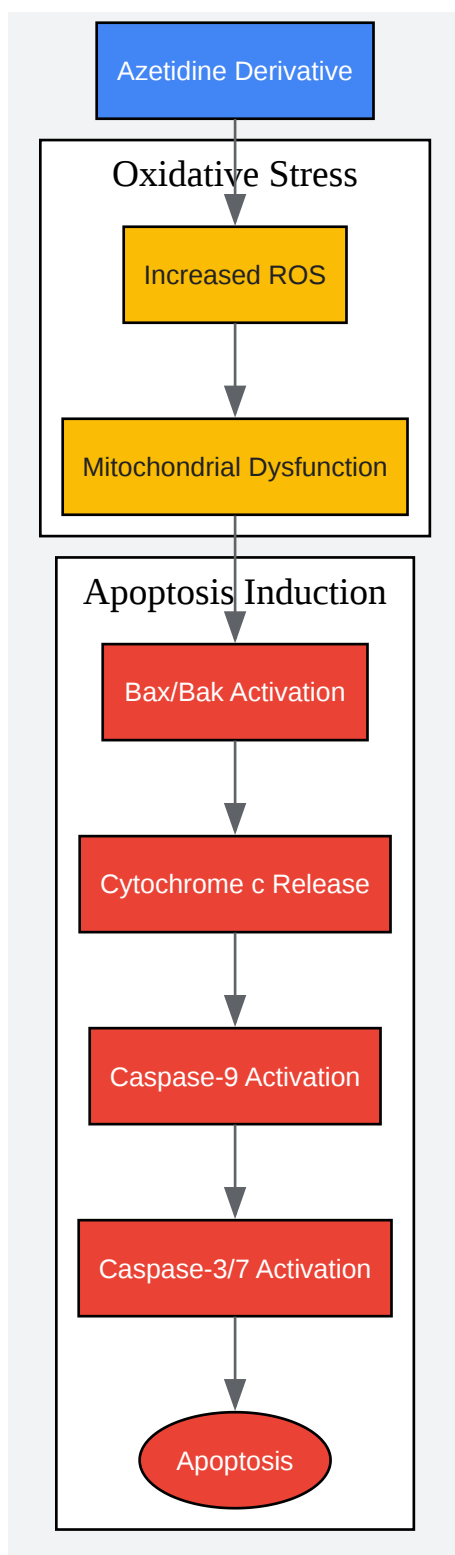 Azetidine Derivative
Oxidative Stress
Increased ROS
Mitochondrial Dysfunction
Apoptosis Induction
Bax/Bak Activation
Cytochrome c Release
Caspase-9 Activation
Caspase-3/7 Activation
Apoptosis